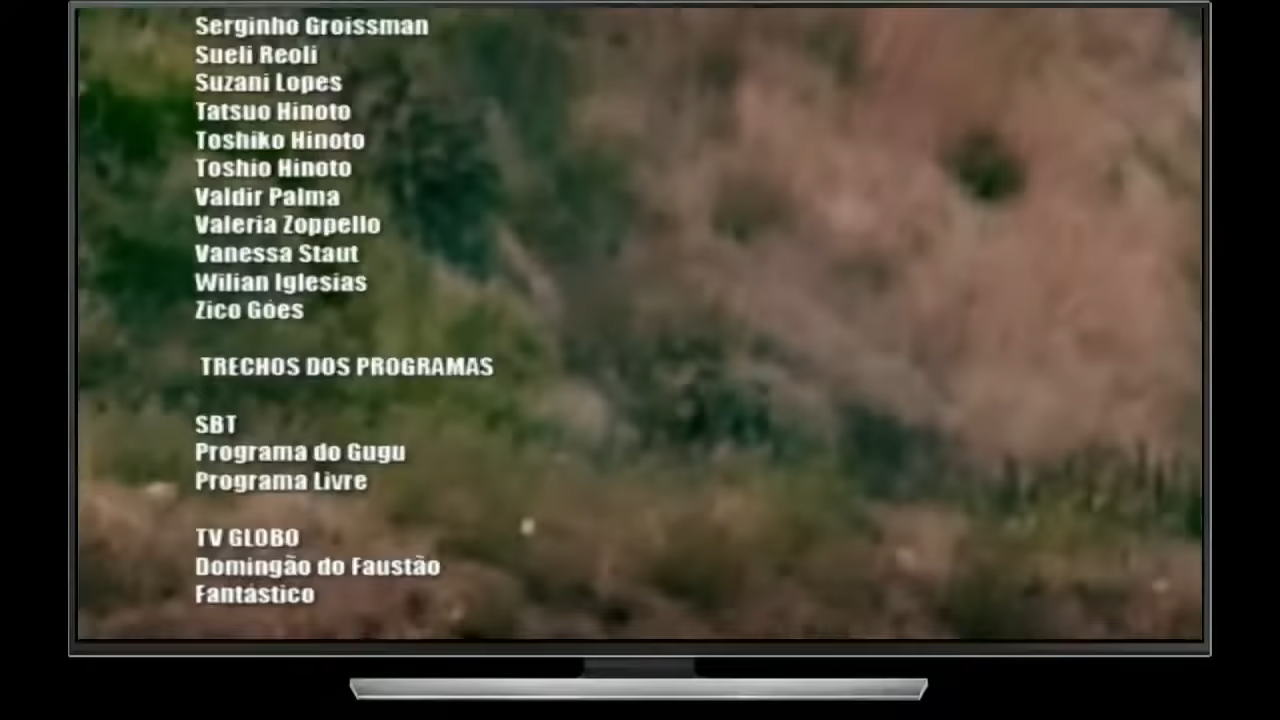 Serginho Groissman
Sueli Reoli
Suzani Lopes
Tatsuo Hinoto
Toshiko Hinoto
Toshio Hinoto
Valdir Palma
Valeria Zoppello
Vanessa Staut
Wilian Iglesias
Zico Góes
TRECHOS DOS PROGRAMAS
SBT
Programa do Gugu
Programa Livre
TV GLOBO
Domingão do Faustão
Fantástico